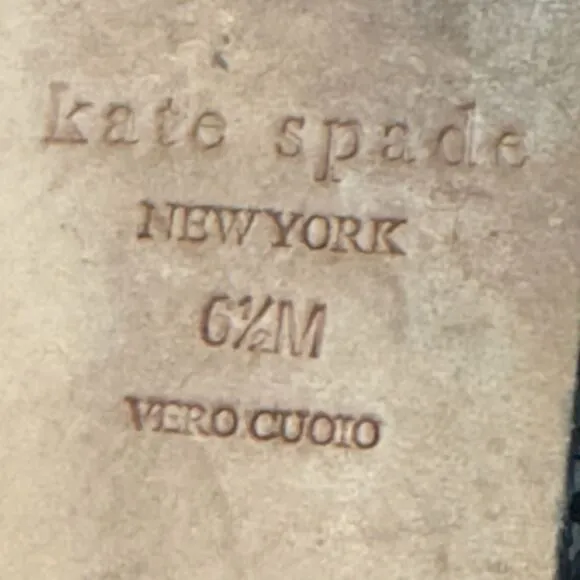 kate spade
NEW YORK
6½M
VERO CUOIO